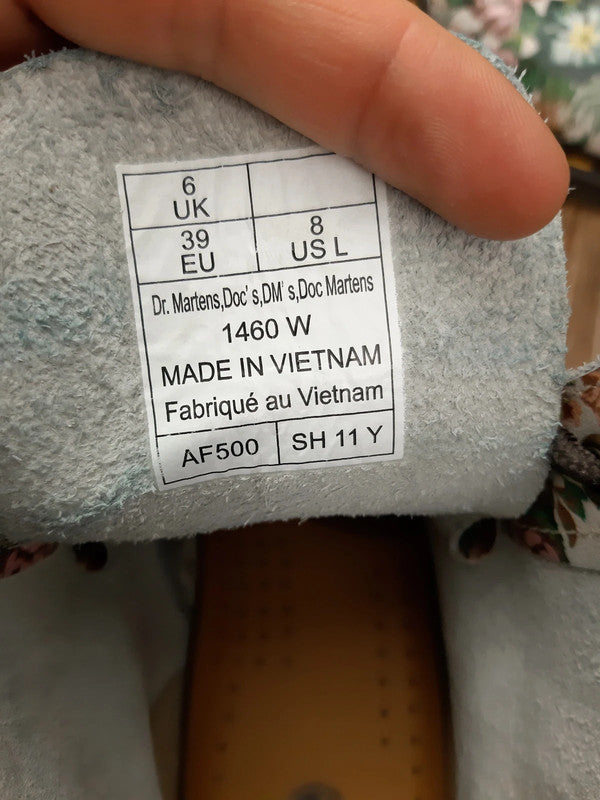 6
UK
39
EU
8
US L
Dr. Martens,Doc's,DM's,Doc Martens
1460 W
MADE IN VIETNAM
Fabriqué au Vietnam
AF500
SH 11 Y